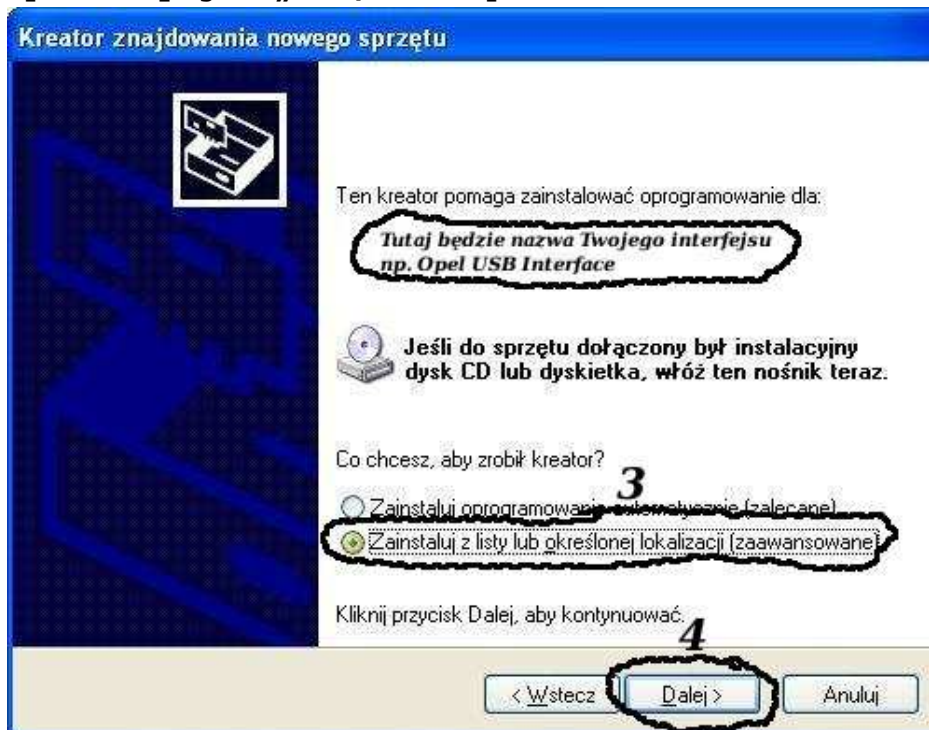 Kreator znajdowania nowego sprzętu
Ten kreator pomaga zainstalować oprogramowanie dla:
Tutaj będzie nazwa Twojego interfejsu
np. Opel USB Interface
Jeśli do sprzętu dołączony był instalacyjny
dysk CD lub dyskietka, włóż ten nośnik teraz.
Co chcesz, aby zrobił kreator?
3
Zainstaluj oprogramowanie automatycznie (zalecane)
Zainstaluj z listy lub określonej lokalizacji (zaawansowane)
Kliknij przycisk Dalej, aby kontynuować.
4
< Wstecz
Dalej >
Anuluj